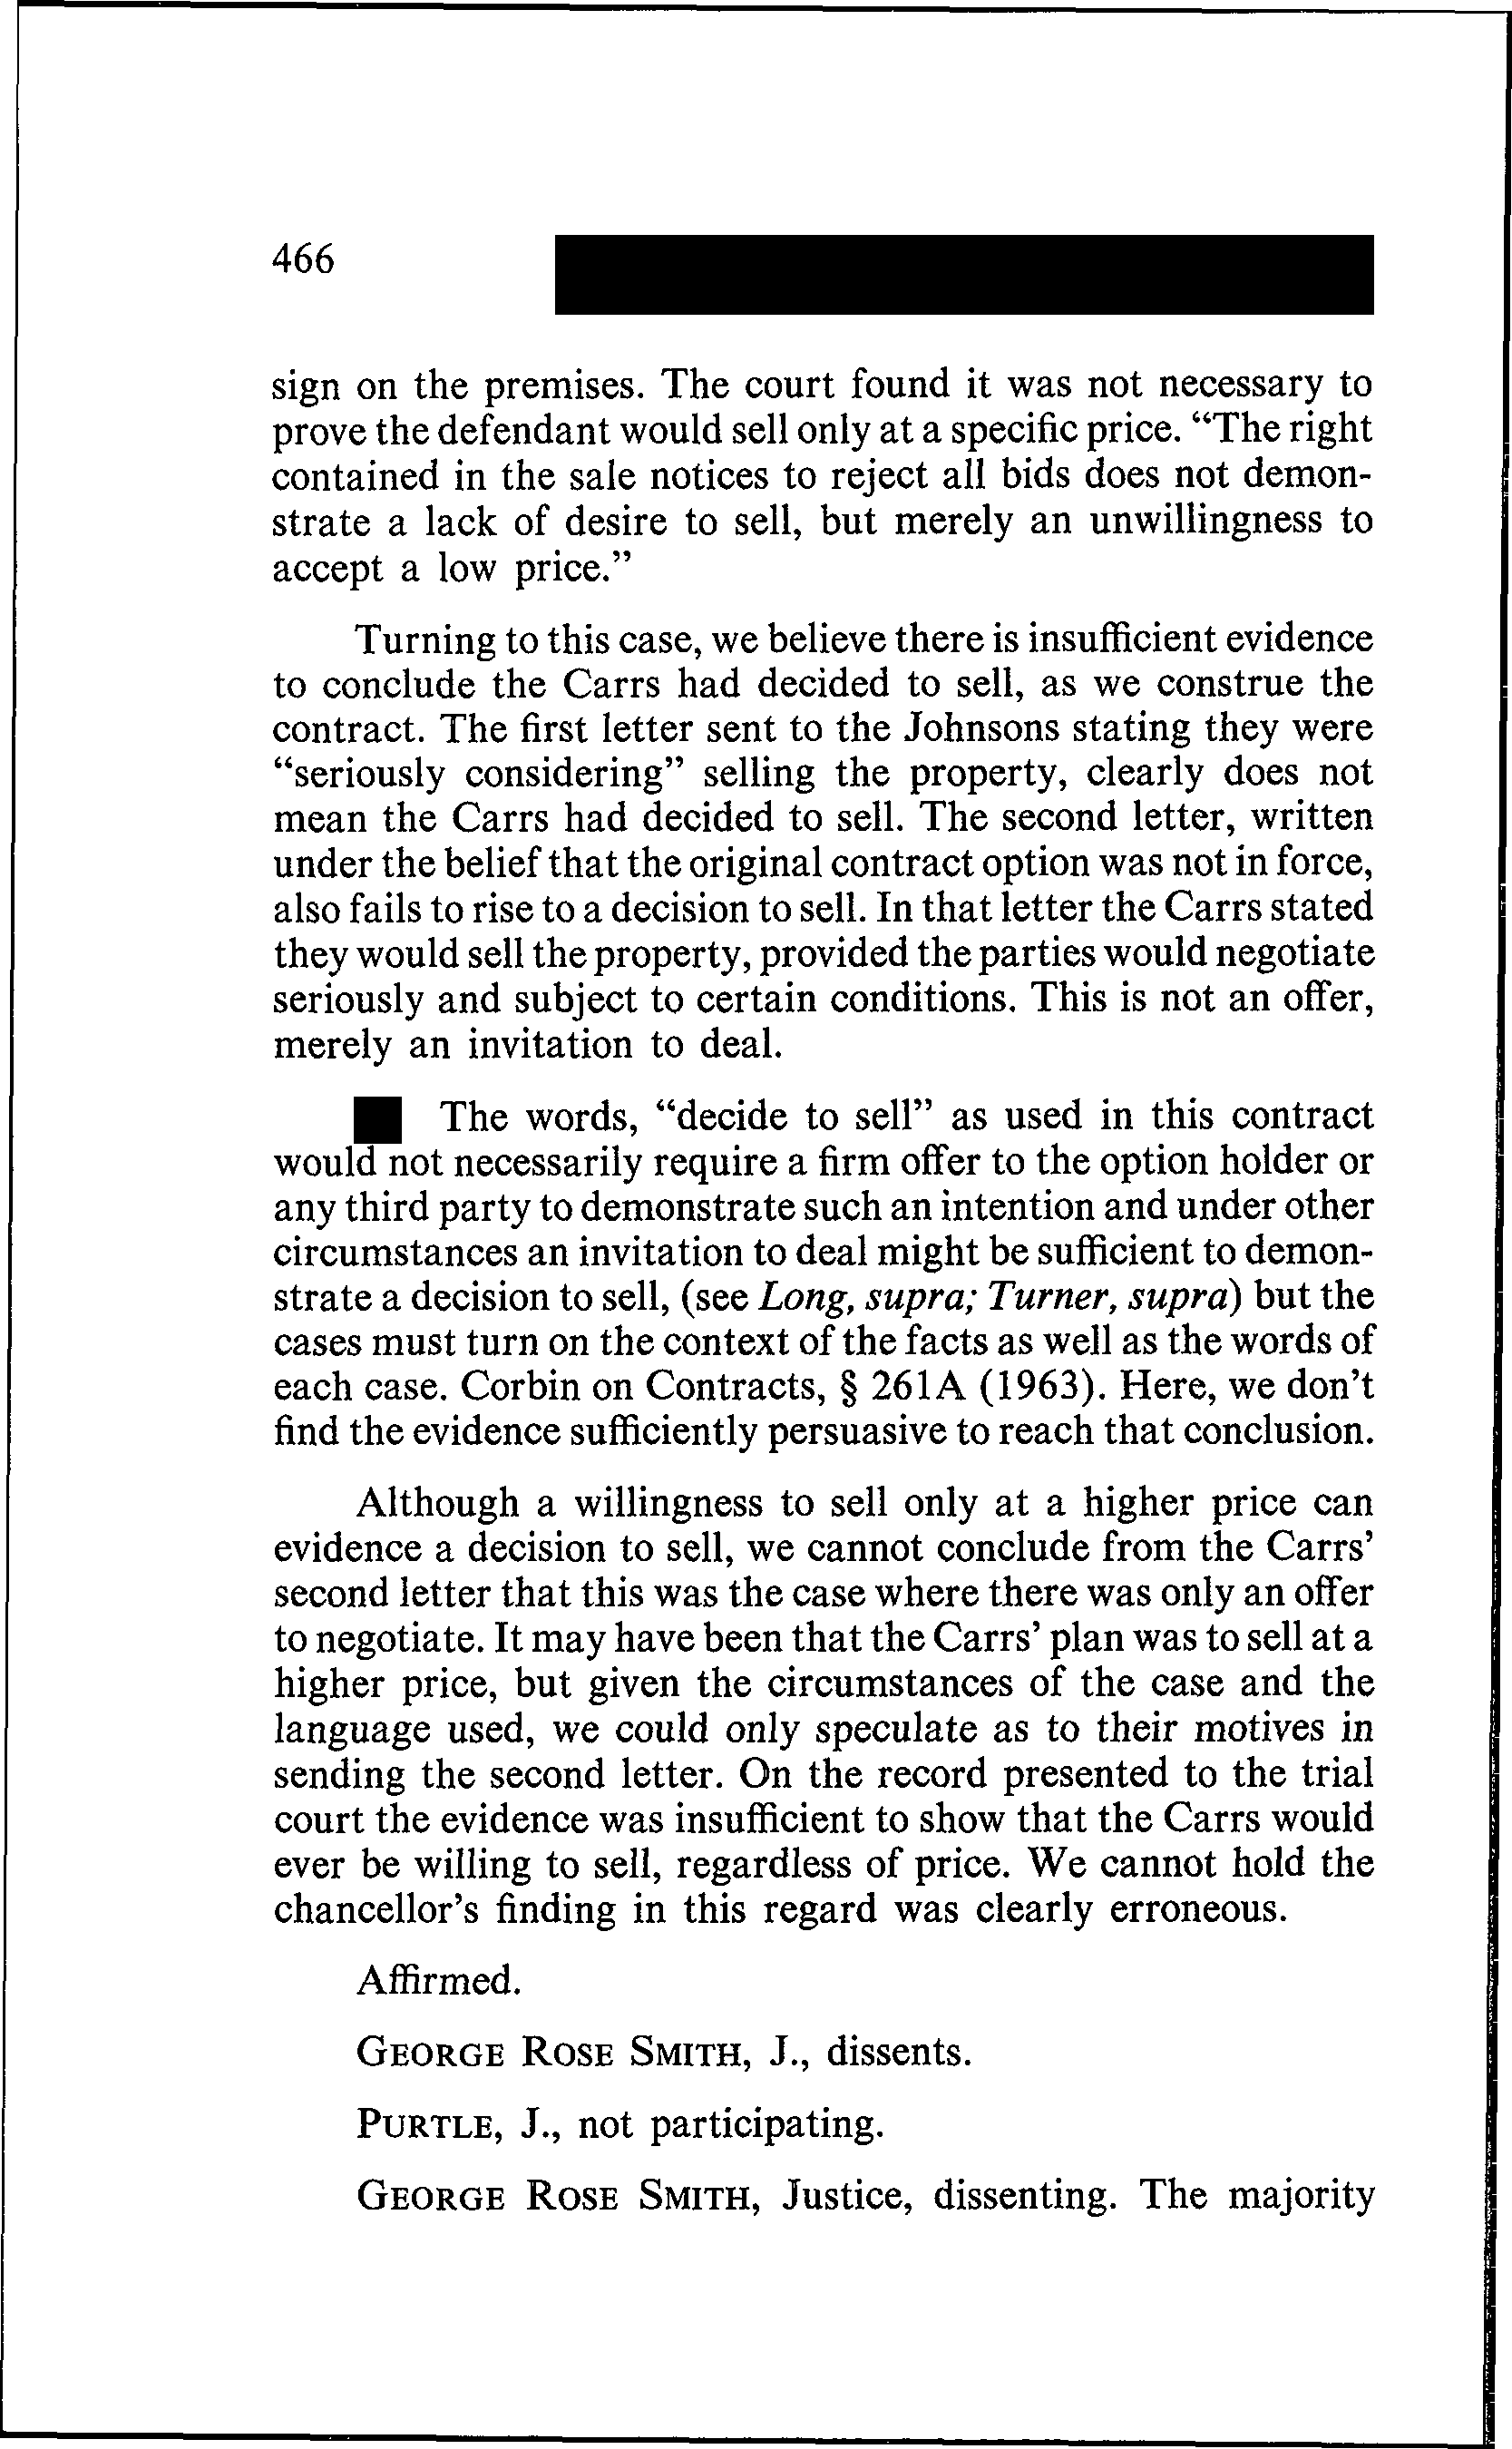 466
sign on the premises. The court found it was not necessary to
prove the defendant would sell only at a specific price. “The right
contained in the sale notices to reject all bids does not demon-
strate a lack of desire to sell, but merely an unwillingness to
accept a low price.”
Turning to this case, we believe there is insufficient evidence
to conclude the Carrs had decided to sell, as we construe the
contract. The first letter sent to the Johnsons stating they were
“seriously considering” selling the property, clearly does not
mean the Carrs had decided to sell. The second letter, written
under the belief that the original contract option was not in force,
also fails to rise to a decision to sell. In that letter the Carrs stated
they would sell the property, provided the parties would negotiate
seriously and subject to certain conditions. This is not an offer,
merely an invitation to deal.
The words, “decide to sell” as used in this contract
would not necessarily require a firm offer to the option holder or
any third party to demonstrate such an intention and under other
circumstances an invitation to deal might be sufficient to demon-
strate a decision to sell, (see Long, supra; Turner, supra) but the
cases must turn on the context of the facts as well as the words of
each case. Corbin on Contracts, § 261A (1963). Here, we don’t
find the evidence sufficiently persuasive to reach that conclusion.
Although a willingness to sell only at a higher price can
evidence a decision to sell, we cannot conclude from the Carrs’
second letter that this was the case where there was only an offer
to negotiate. It may have been that the Carrs’ plan was to sell at a
higher price, but given the circumstances of the case and the
language used, we could only speculate as to their motives in
sending the second letter. On the record presented to the trial
court the evidence was insufficient to show that the Carrs would
ever be willing to sell, regardless of price. We cannot hold the
chancellor’s finding in this regard was clearly erroneous.
Affirmed.
GEORGE ROSE SMITH, J., dissents.
PURTLE, J., not participating.
GEORGE ROSE SMITH, Justice, dissenting. The majority